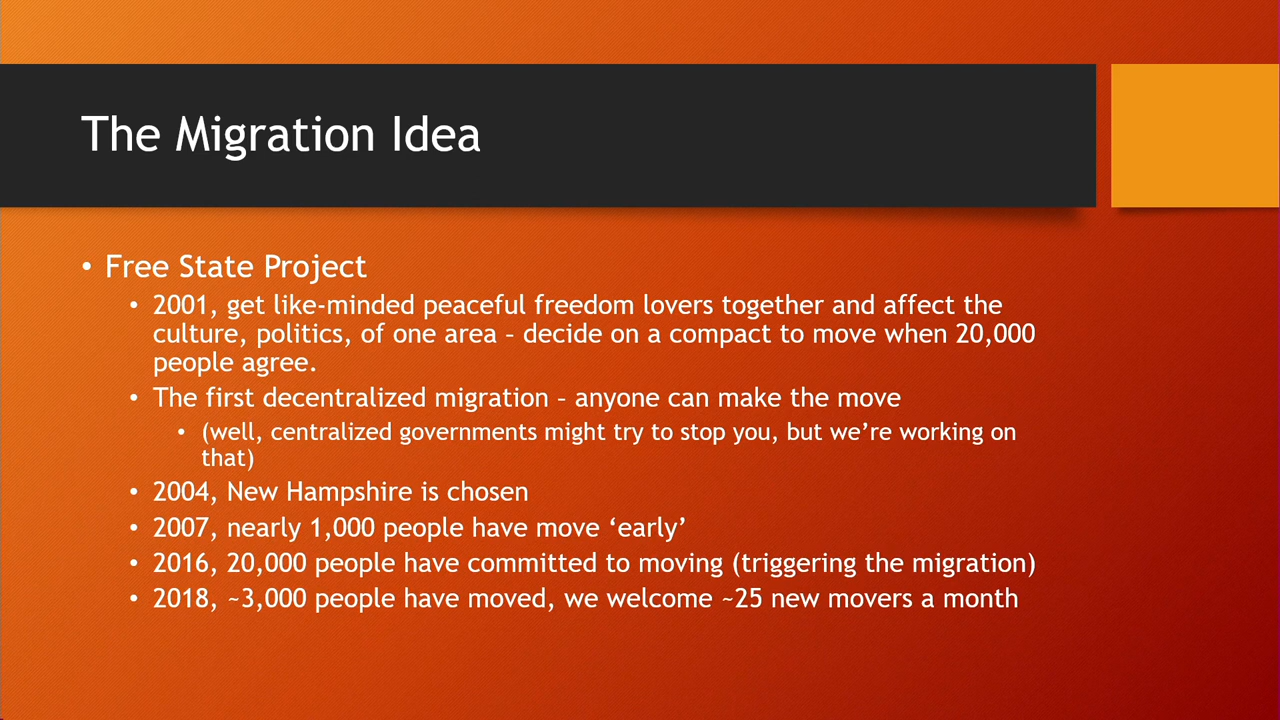 The Migration Idea
• Free State Project
• 2001, get like-minded peaceful freedom lovers together and affect the
culture, politics, of one area – decide on a compact to move when 20,000
people agree.
• The first decentralized migration – anyone can make the move
• (well, centralized governments might try to stop you, but we’re working on
that)
• 2004, New Hampshire is chosen
• 2007, nearly 1,000 people have move ‘early’
• 2016, 20,000 people have committed to moving (triggering the migration)
• 2018, ~3,000 people have moved, we welcome ~25 new movers a month